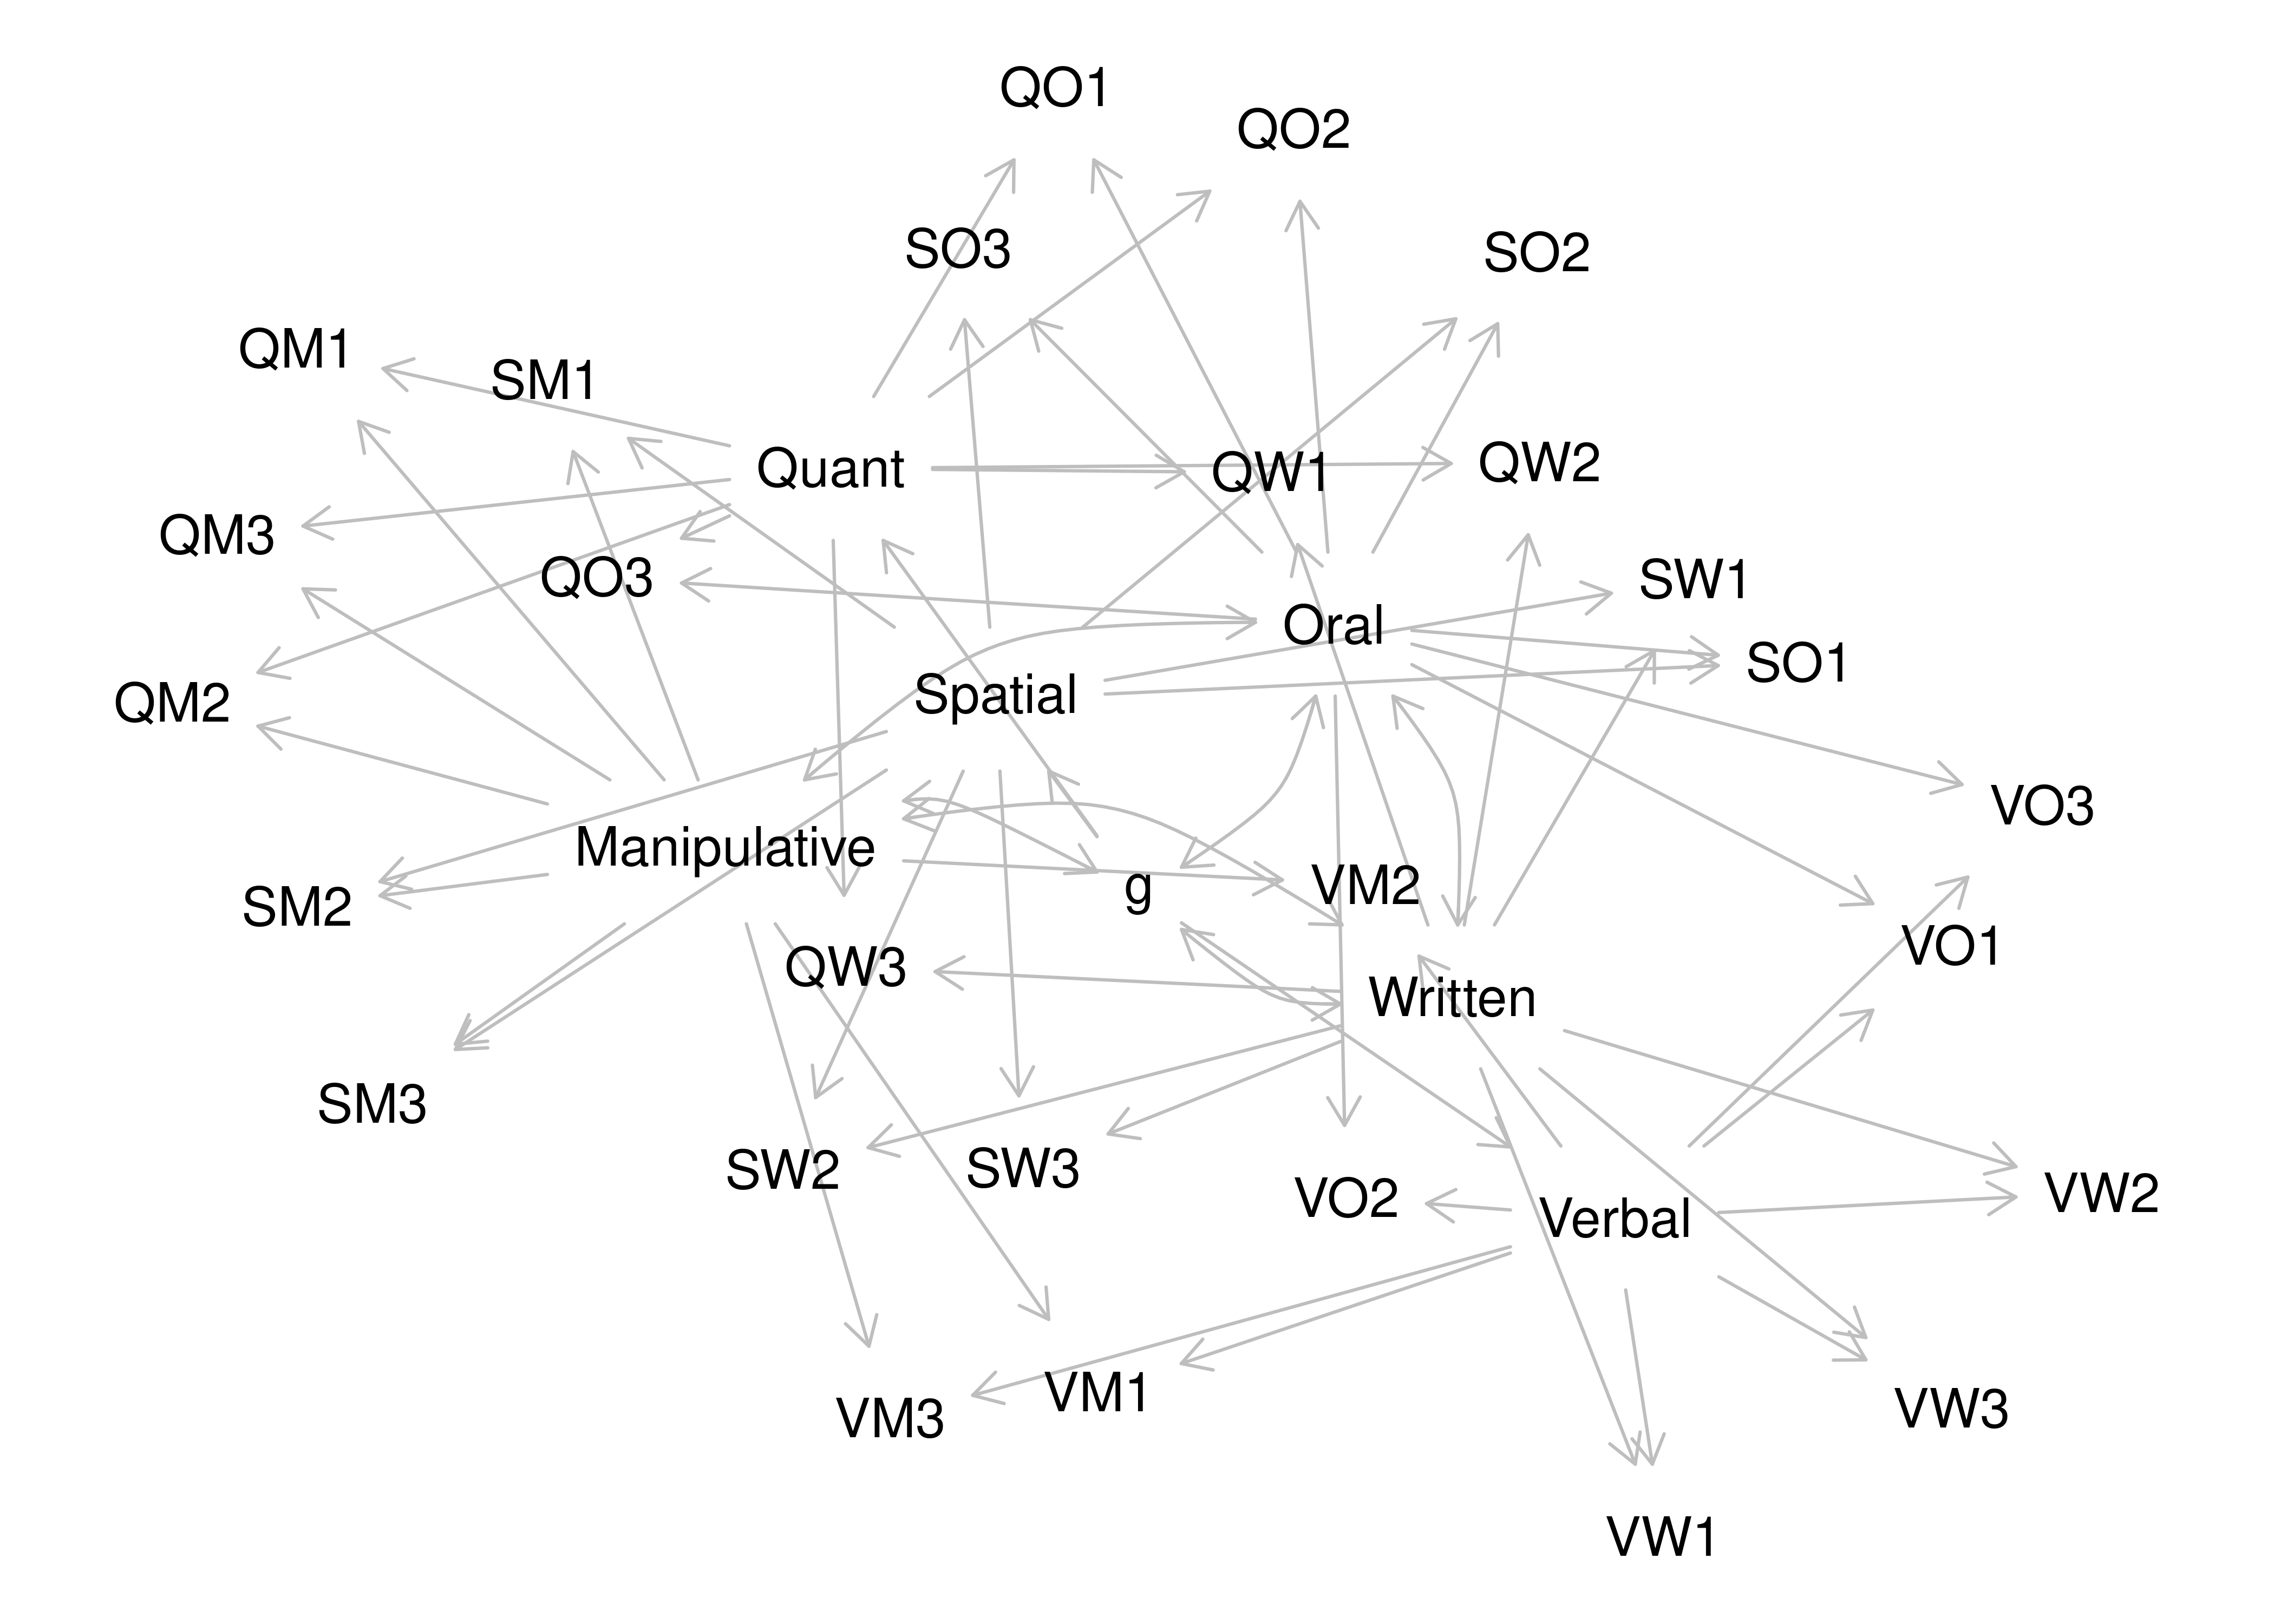 QO1
QO2
SO3
SO2
QM1
SM1
Quant
QW1
QW2
QM3
QO3
SW1
Oral
SO1
Spatial
QM2
VO3
Manipulative
VM2
g
SM2
VO1
QW3
Written
SM3
SW2
SW3
VO2
VW2
Verbal
VM1
VM3
VW3
VW1